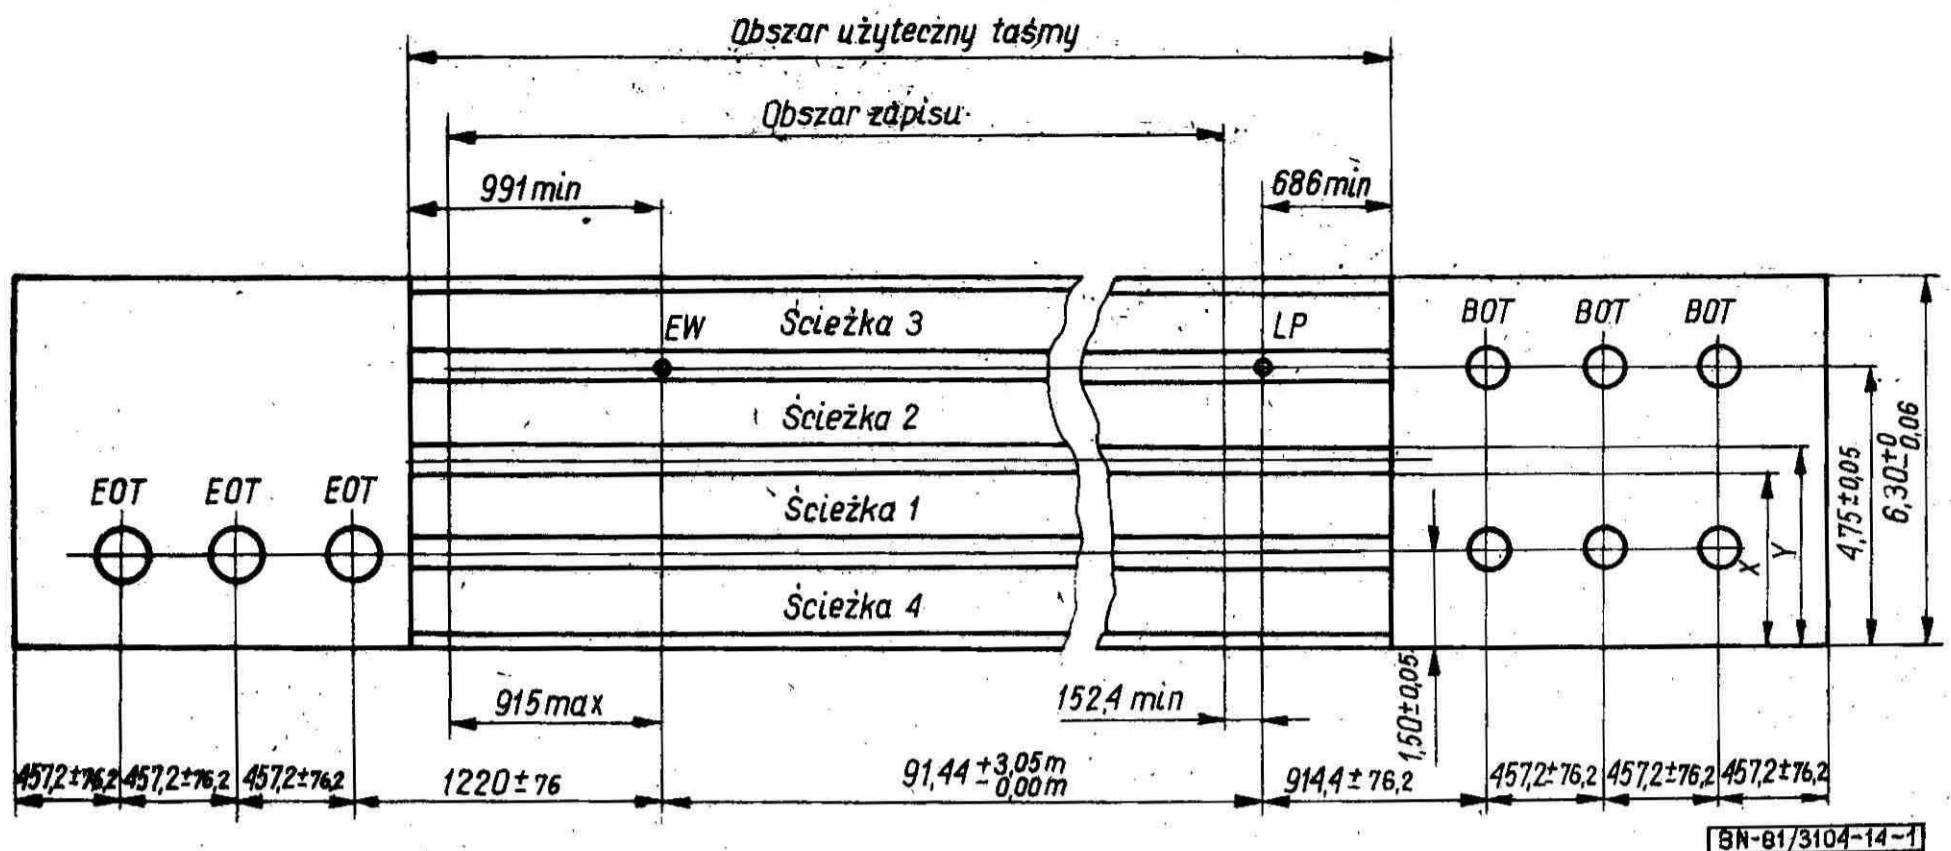 Obszar użyteczny taśmy
Obszar zapisu
991 min
686 min
EW
Ścieżka 3
LP
BOT
BOT
BOT
Ścieżka 2
EOT
EOT
EOT
Ścieżka 1
Ścieżka 4
X
Y
1,50±0,05
4,75±0,05
6,30±0
0,06
915 max
152,4 min
457,2±76,2
457,2±76,2
457,2±76,2
1220±76
91,44 ±3,05 m
0,00 m
914,4±76,2
457,2±76,2
457,2±76,2
457,2±76,2
BN-81/3104-14-1